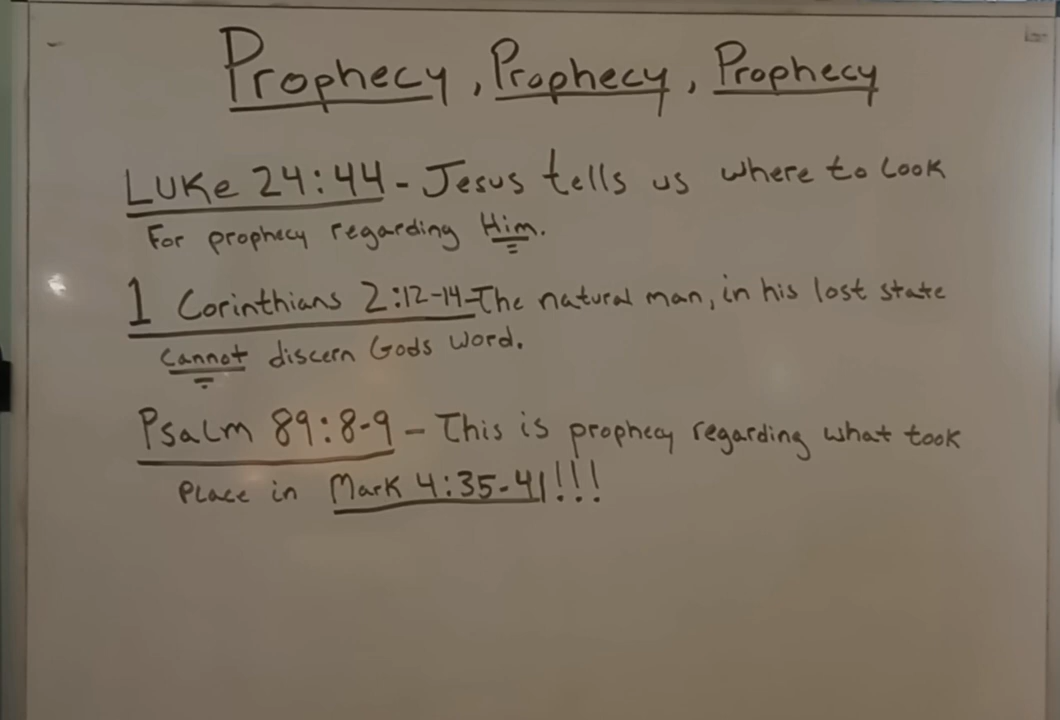 Prophecy, Prophecy, Prophecy
Luke 24:44 - Jesus tells us where to look
For prophecy regarding Him.
1 Corinthians 2:12-14-The natural man, in his lost state
cannot discern Gods word.
Psalm 89:8-9 - This is prophecy regarding what took
place in Mark 4:35-41!!!